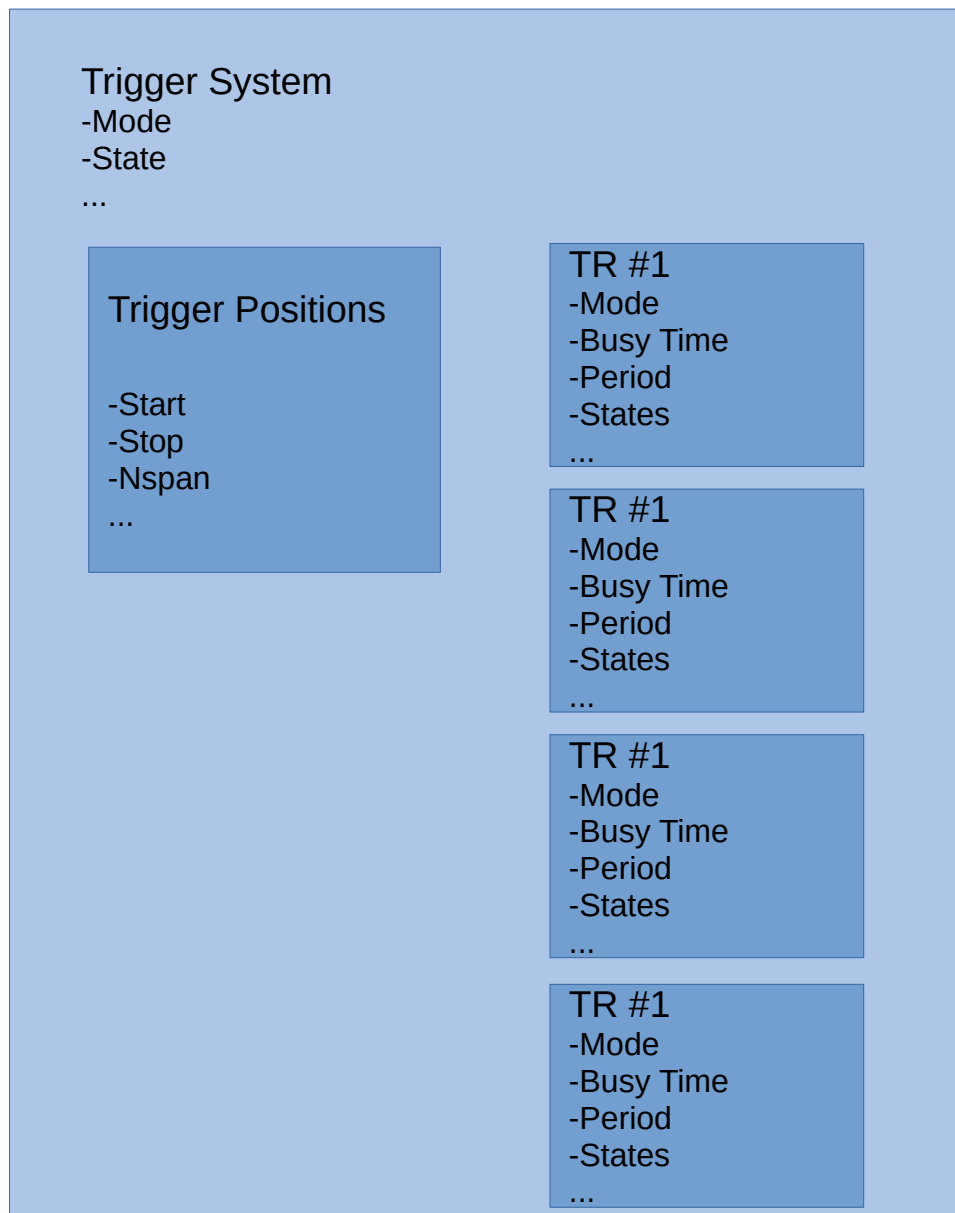 Trigger System
-Mode
-State
...
Trigger Positions
-Start
-Stop
-Nspan
...
TR #1
-Mode
-Busy Time
-Period
-States
...
TR #1
-Mode
-Busy Time
-Period
-States
...
TR #1
-Mode
-Busy Time
-Period
-States
...
TR #1
-Mode
-Busy Time
-Period
-States
...